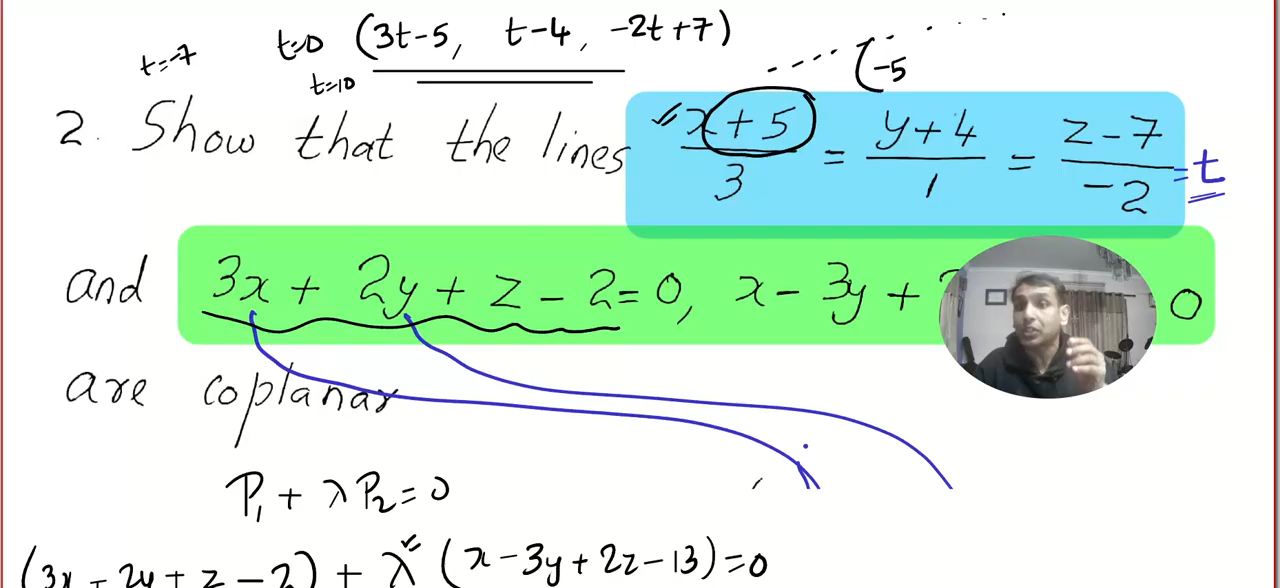 t=-7 t=0 (3t-5, t-4, -2t+7)
t=10 (-5
2. Show that the lines x+5/3 = y+4/1 = z-7/-2 = t
and 3x + 2y + z - 2 = 0, x - 3y + 0
are coplanar
P₁ + λP₂ = 0
(3x + 2y + z - 2) + λ (x - 3y + 2z - 13) = 0